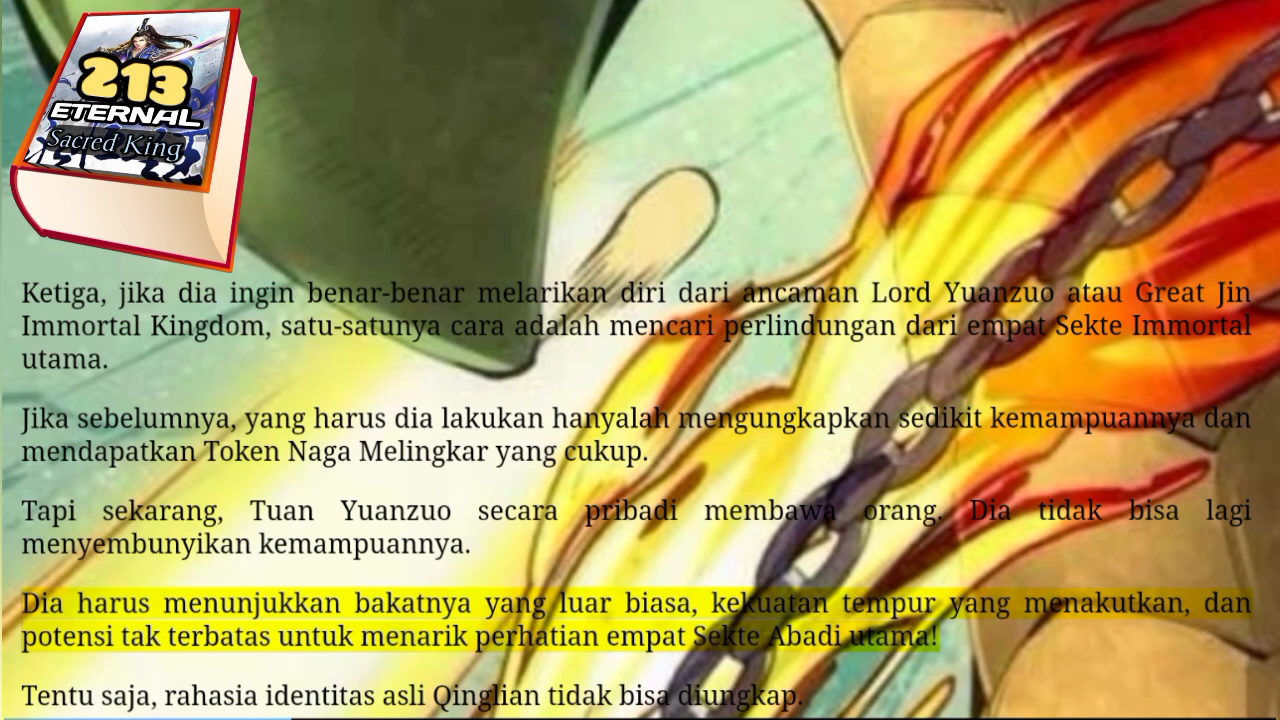 213
ETERNAL
Sacred King
Ketiga, jika dia ingin benar-benar melarikan diri dari ancaman Lord Yuanzuo atau Great Jin
Immortal Kingdom, satu-satunya cara adalah mencari perlindungan dari empat Sekte Immortal
utama.
Jika sebelumnya, yang harus dia lakukan hanyalah mengungkapkan sedikit kemampuannya dan
mendapatkan Token Naga Melingkar yang cukup.
Tapi sekarang, Tuan Yuanzuo secara pribadi membawa orang. Dia tidak bisa lagi
menyembunyikan kemampuannya.
Dia harus menunjukkan bakatnya yang luar biasa, kekuatan tempur yang menakutkan, dan
potensi tak terbatas untuk menarik perhatian empat Sekte Abadi utama!
Tentu saja, rahasia identitas asli Qinglian tidak bisa diungkap.